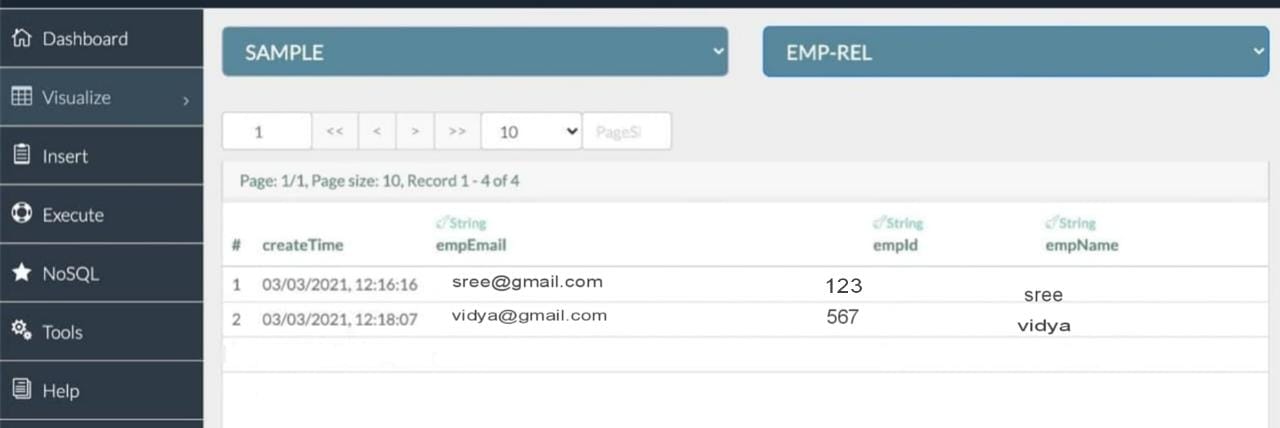 Dashboard
Visualize
Insert
Execute
NoSQL
Tools
Help
SAMPLE
EMP-REL
1 << < > >> 10 PageSi
Page: 1/1, Page size: 10, Record 1 - 4 of 4
String String String
# createTime empEmail empId empName
1 03/03/2021, 12:16:16 sree@gmail.com 123 sree
2 03/03/2021, 12:18:07 vidya@gmail.com 567 vidya